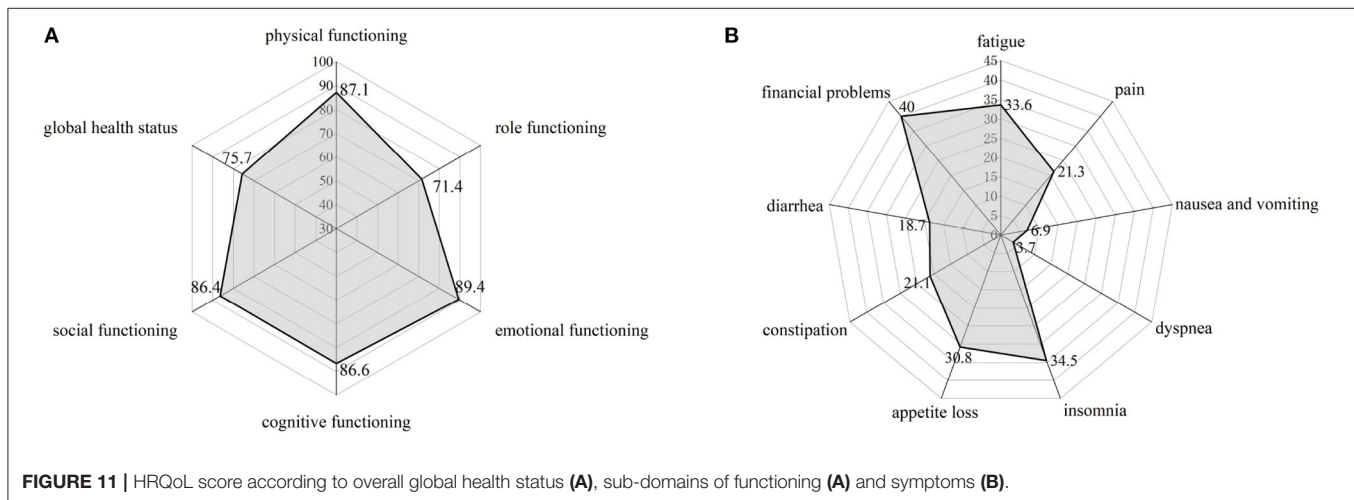 A
physical functioning
100
90
87.1
80
70
60
50
40
30
global health status
75.7
role functioning
71.4
86.4
social functioning
89.4
emotional functioning
86.6
cognitive functioning
B
fatigue
45
40
35
33.6
30
25
20
15
10
5
0
financial problems
40
pain
21.3
diarrhea
18.7
nausea and vomiting
6.9
3.7
dyspnea
21.1
constipation
30.8
appetite loss
34.5
insomnia
FIGURE 11 | HRQoL score according to overall global health status (A), sub-domains of functioning (A) and symptoms (B).